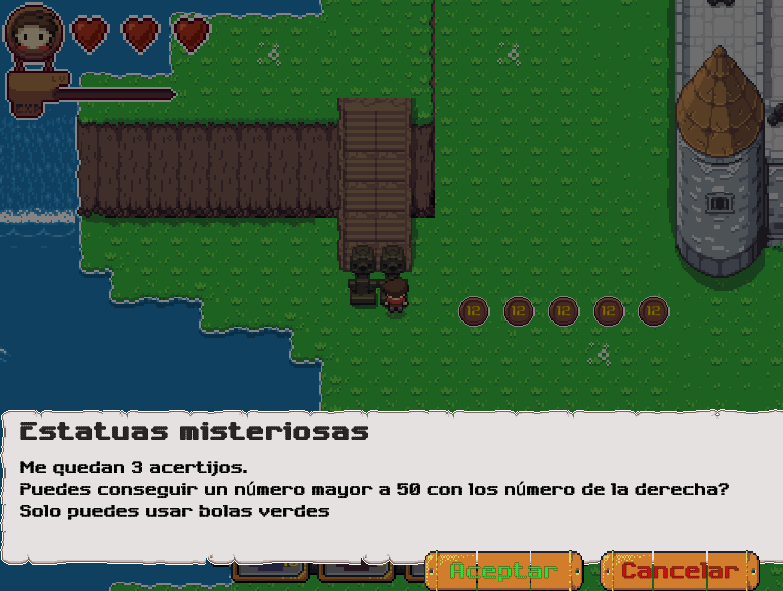 12 12 12 12 12
Estatuas misteriosas
Me quedan 3 acertijos.
Puedes conseguir un número mayor a 50 con los número de la derecha?
Solo puedes usar bolas verdes
Aceptar Cancelar